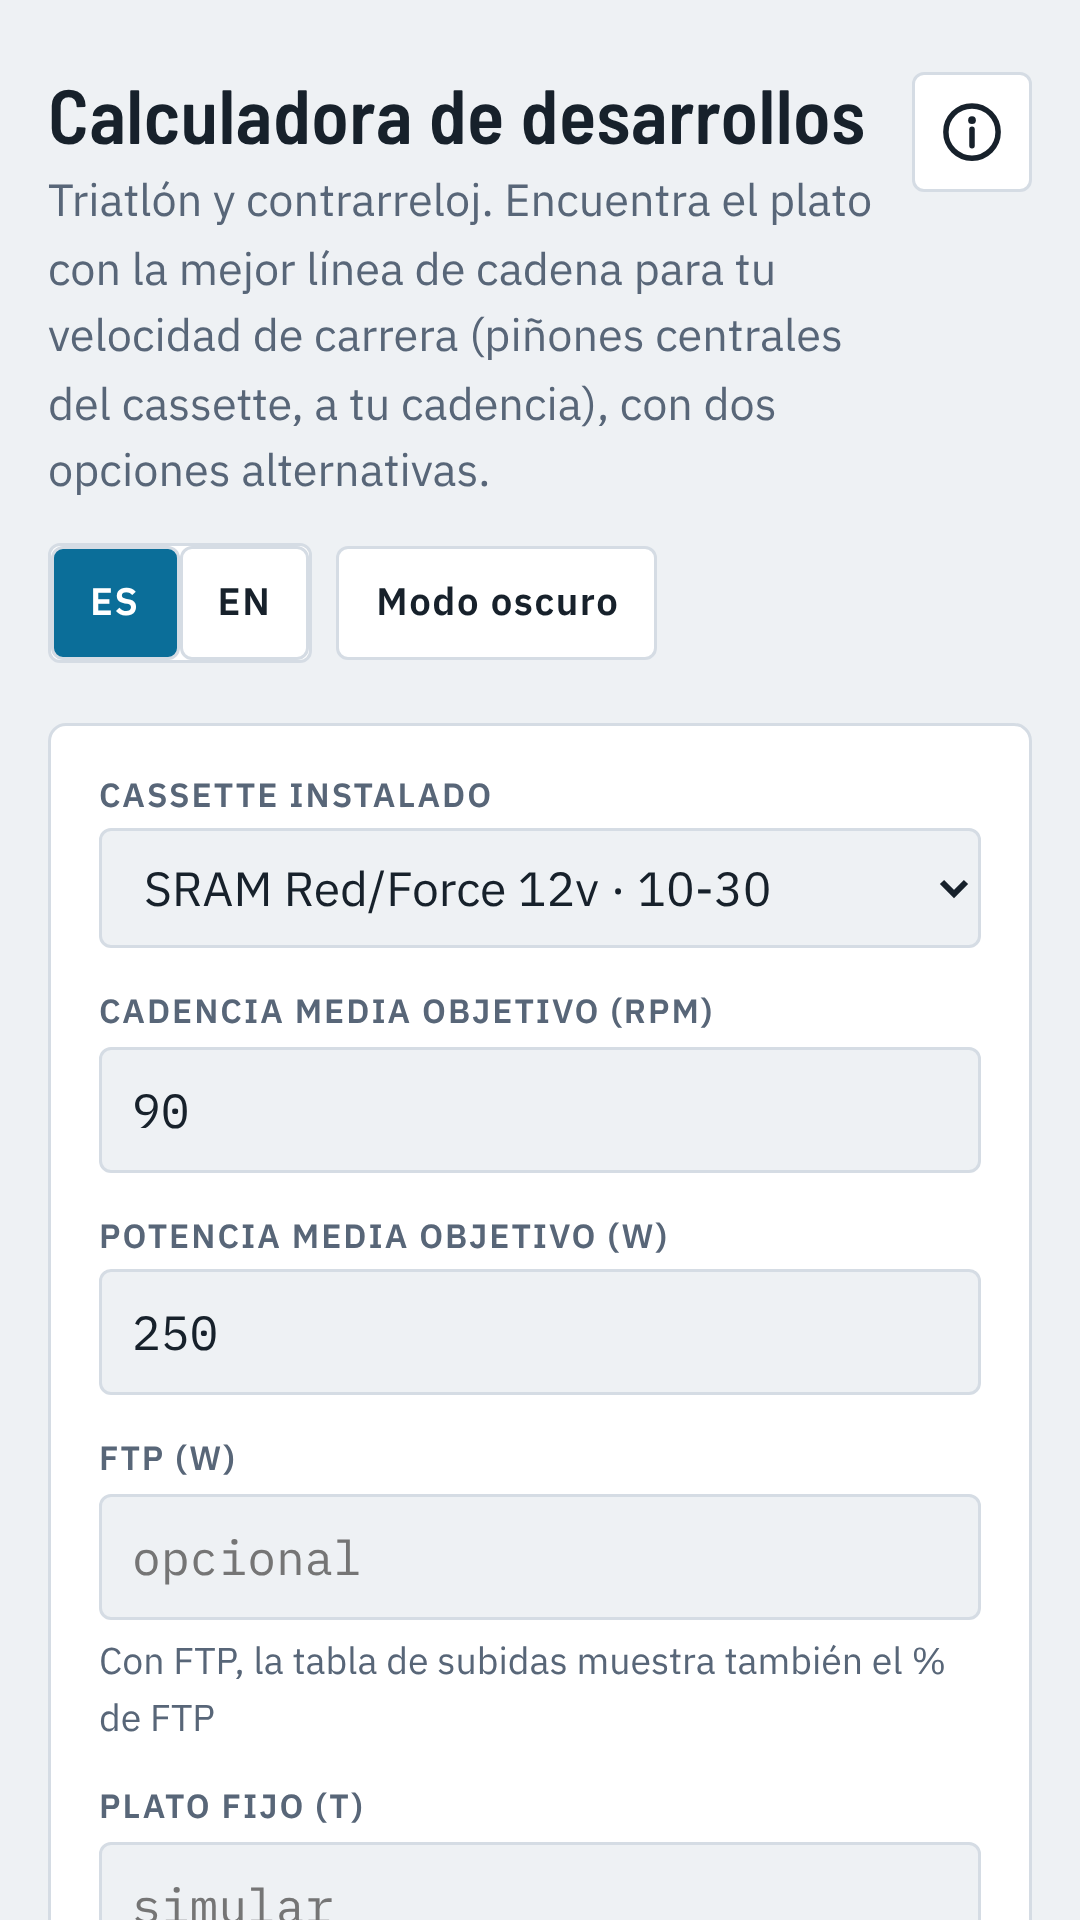 Calculadora de desarrollos
Triatlón y contrarreloj. Encuentra el plato
con la mejor línea de cadena para tu
velocidad de carrera (piñones centrales
del cassette, a tu cadencia), con dos
opciones alternativas.
ES EN Modo oscuro
CASSETTE INSTALADO
SRAM Red/Force 12v · 10-30
CADENCIA MEDIA OBJETIVO (RPM)
90
POTENCIA MEDIA OBJETIVO (W)
250
FTP (W)
opcional
Con FTP, la tabla de subidas muestra también el %
de FTP
PLATO FIJO (T)
simular